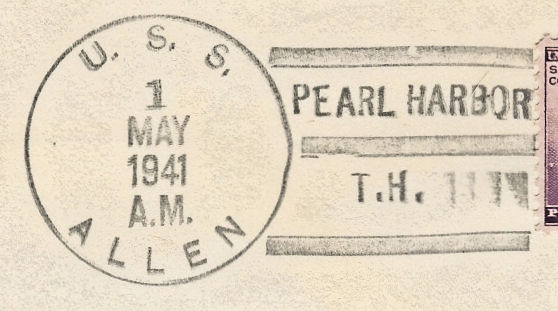 U. S. S.
1
MAY
1941
A.M.
ALLEN
PEARL HARBOR
T.H.